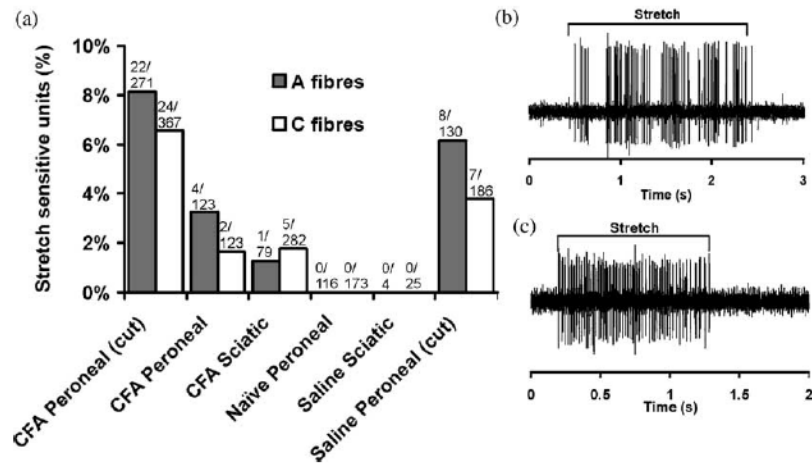 (a)
10%
8%
6%
4%
2%
0%
Stretch sensitive units (%)
A fibres
C fibres
22/
271
24/
367
4/
123
2/
123
1/
79
5/
282
0/
116
0/
173
0/
4
0/
25
8/
130
7/
186
CFA Peroneal (cut)
CFA Peroneal
CFA Sciatic
Naïve Peroneal
Saline Sciatic
Saline Peroneal (cut)
(b)
Stretch
0 1 2 3
Time (s)
(c)
Stretch
0 0.5 1 1.5 2
Time (s)